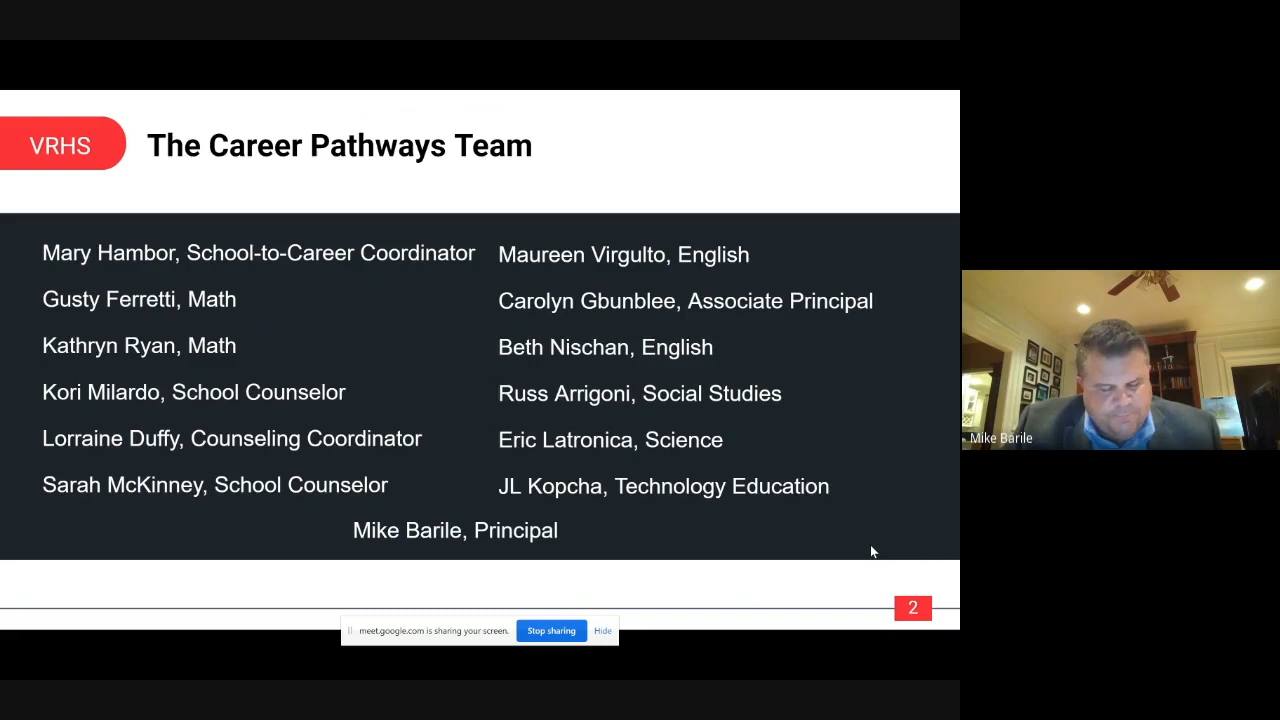 VRHS
The Career Pathways Team
Mary Hambor, School-to-Career Coordinator
Gusty Ferretti, Math
Kathryn Ryan, Math
Kori Milardo, School Counselor
Lorraine Duffy, Counseling Coordinator
Sarah McKinney, School Counselor
Maureen Virgulto, English
Carolyn Gbunblee, Associate Principal
Beth Nischan, English
Russ Arrigoni, Social Studies
Eric Latronica, Science
JL Kopcha, Technology Education
Mike Barile, Principal
2
meet.google.com is sharing your screen. Stop sharing Hide
Mike Barile